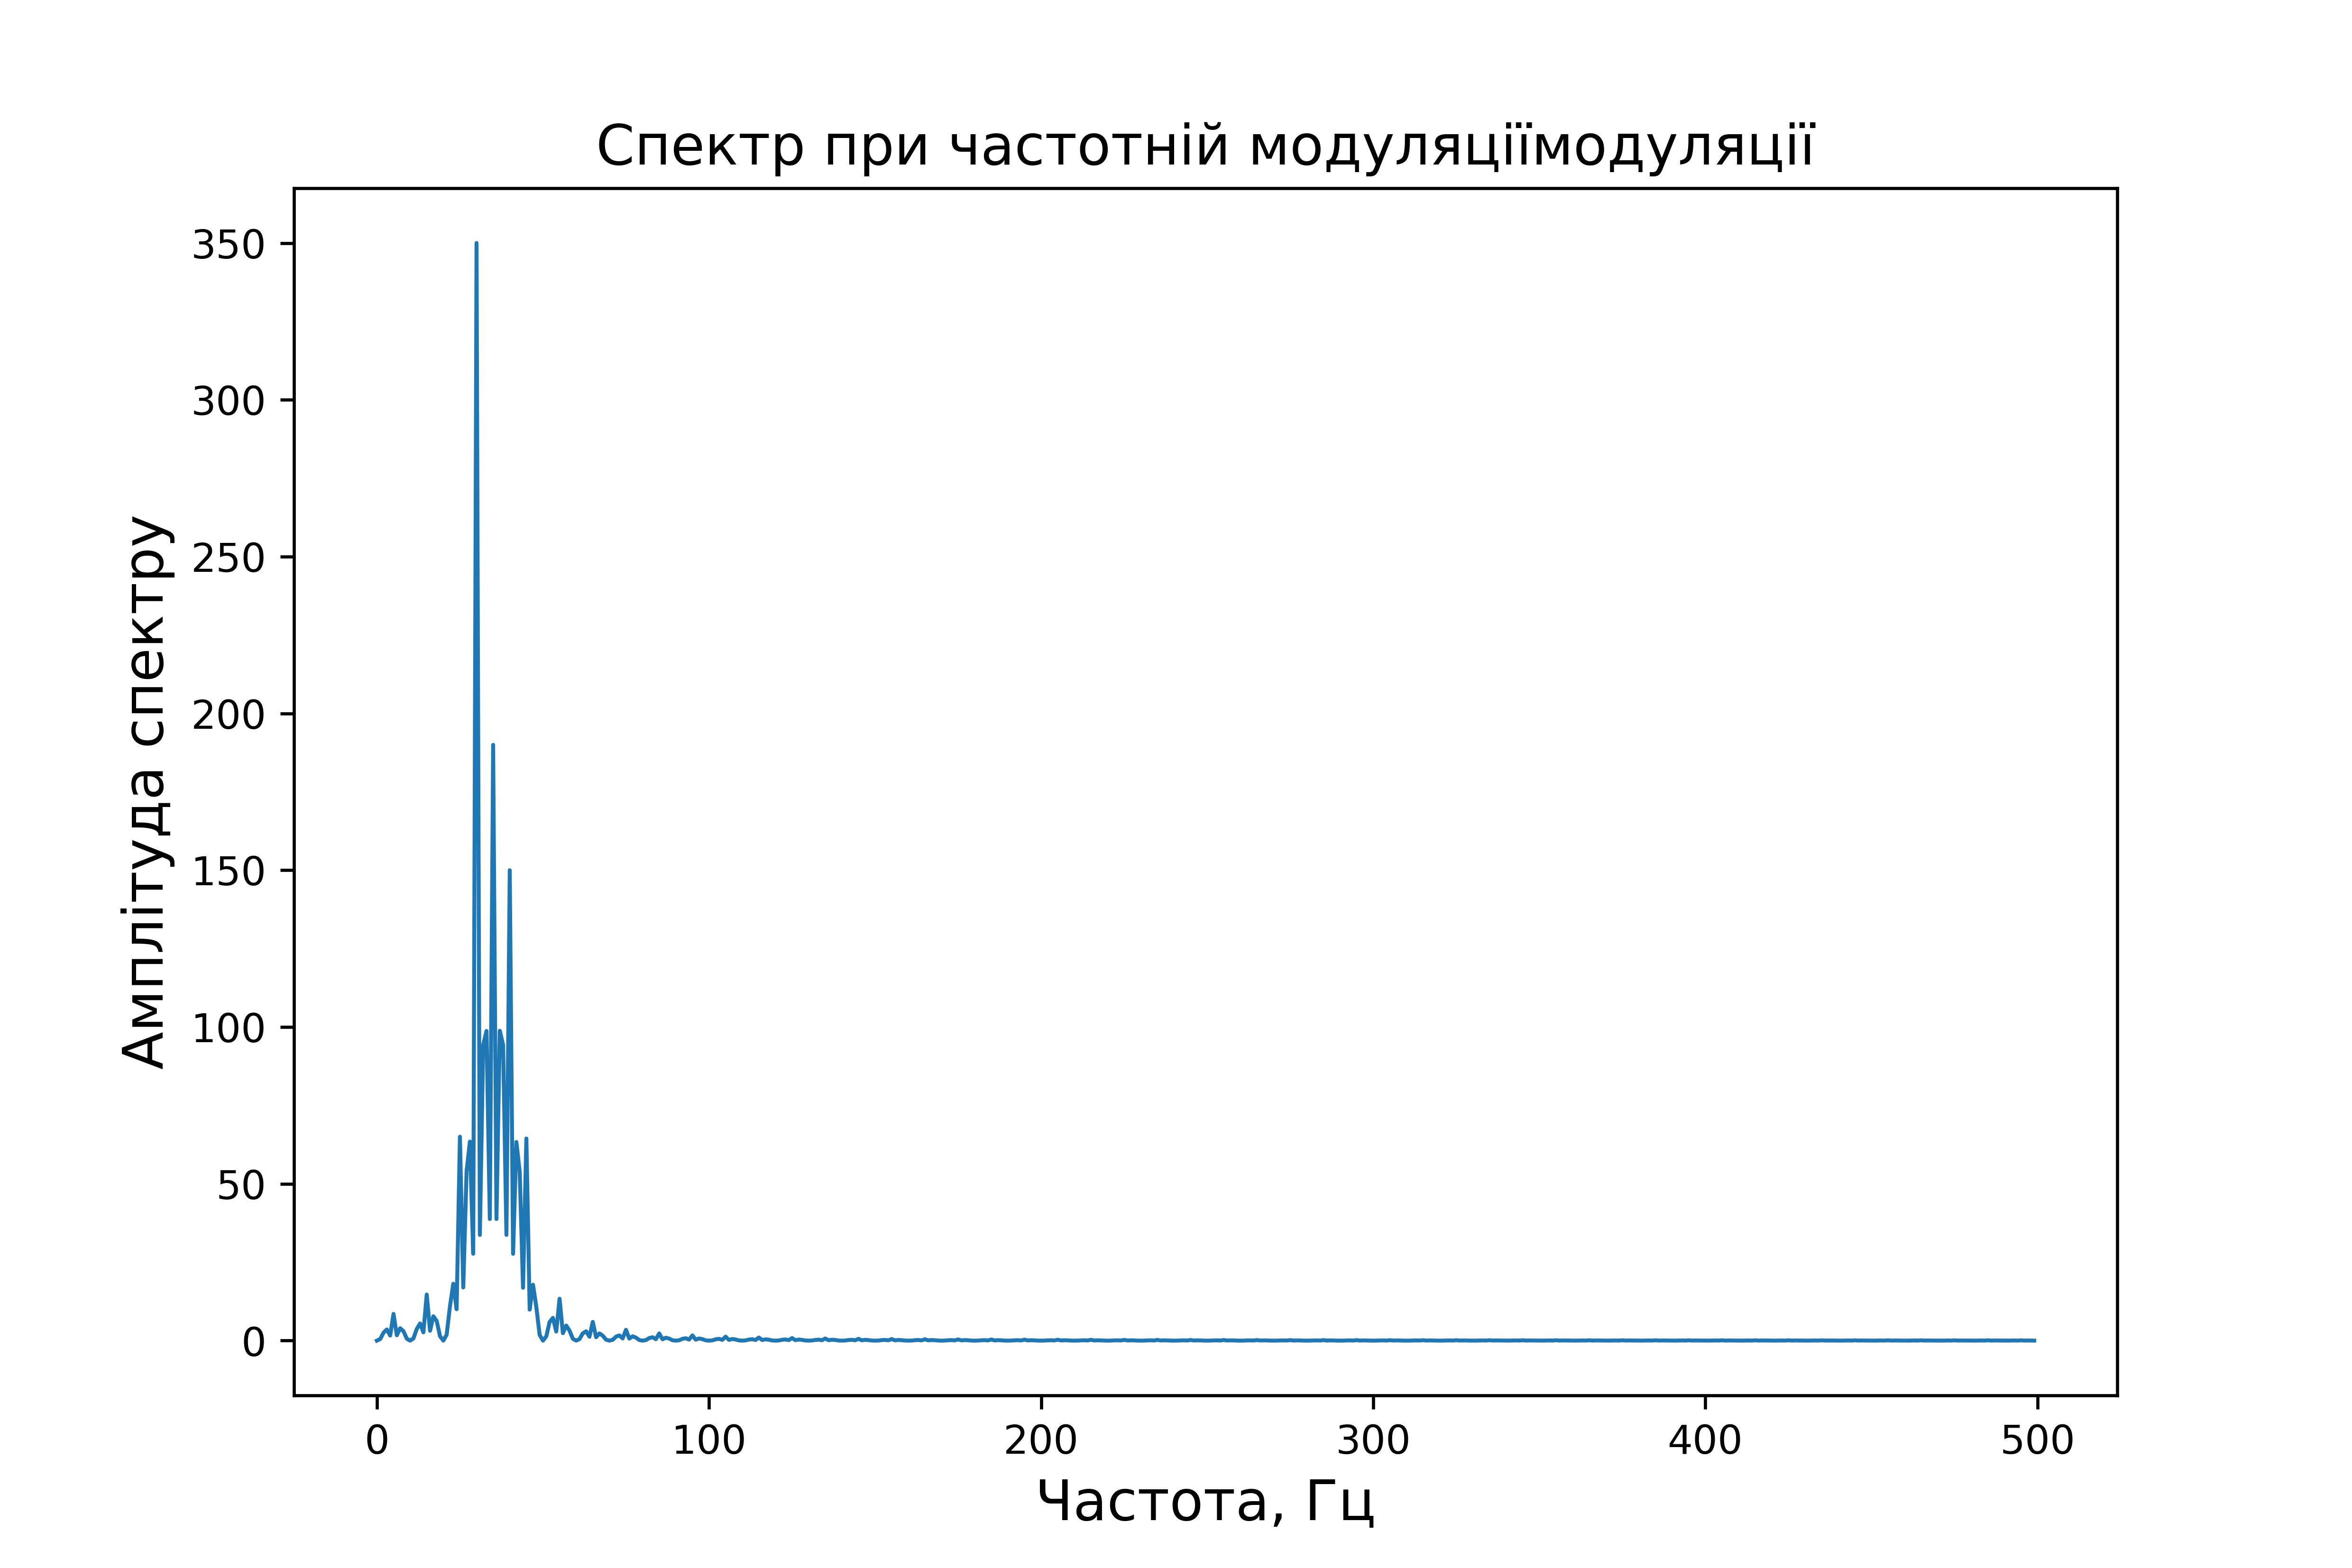 Спектр при частотній модуляціїмодуляції
350
300
250
200
150
100
50
0
Амплітуда спектру
0 100 200 300 400 500
Частота, Гц